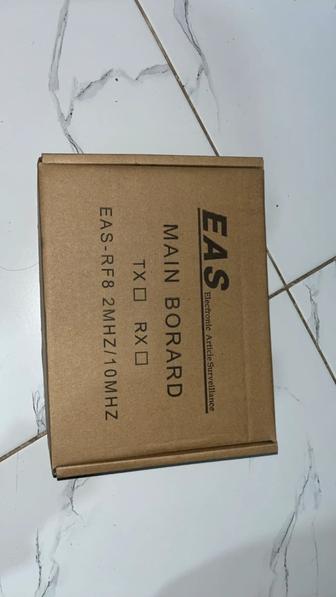 EAS
Electronic Article Surveillance
MAIN BORARD
TX□ RX□
EAS-RF8 2MHZ/10MHZ